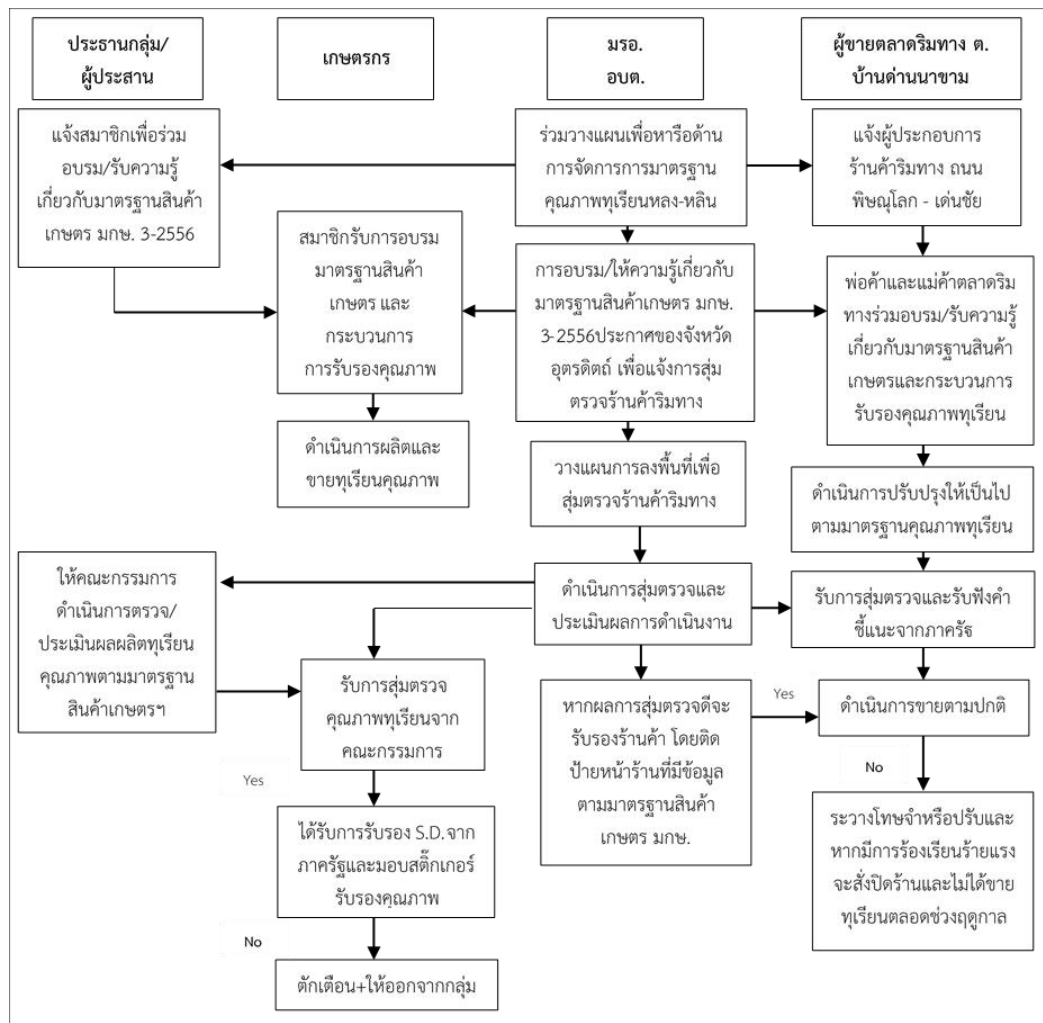 ประธานกลุ่ม/
ผู้ประสาน
เกษตรกร
มรอ.
อบต.
ผู้ขายตลาดริมทาง ต.
บ้านด่านนาขาม
แจ้งสมาชิกเพื่อร่วม
อบรม/รับความรู้
เกี่ยวกับมาตรฐานสินค้า
เกษตร มกษ. 3-2556
ร่วมวางแผนเพื่อหารือด้าน
การจัดการการมาตรฐาน
คุณภาพทุเรียนหลง-หลิน
แจ้งผู้ประกอบการ
ร้านค้าริมทาง ถนน
พิษณุโลก - เด่นชัย
สมาชิกรับการอบรม
มาตรฐานสินค้า
เกษตร และ
กระบวนการ
การรับรองคุณภาพ
การอบรม/ให้ความรู้เกี่ยวกับ
มาตรฐานสินค้าเกษตร มกษ.
3-2556ประกาศของจังหวัด
อุตรดิตถ์ เพื่อแจ้งการสุ่ม
ตรวจร้านค้าริมทาง
พ่อค้าและแม่ค้าตลาดริม
ทางร่วมอบรม/รับความรู้
เกี่ยวกับมาตรฐานสินค้า
เกษตรและกระบวนการ
รับรองคุณภาพทุเรียน
ดำเนินการผลิตและ
ขายทุเรียนคุณภาพ
วางแผนการลงพื้นที่เพื่อ
สุ่มตรวจร้านค้าริมทาง
ดำเนินการปรับปรุงให้เป็นไป
ตามมาตรฐานคุณภาพทุเรียน
ให้คณะกรรมการ
ดำเนินการตรวจ/
ประเมินผลผลิตทุเรียน
คุณภาพตามมาตรฐาน
สินค้าเกษตรฯ
ดำเนินการสุ่มตรวจและ
ประเมินผลการดำเนินงาน
รับการสุ่มตรวจและรับฟังคำ
ชี้แนะจากภาครัฐ
รับการสุ่มตรวจ
คุณภาพทุเรียนจาก
คณะกรรมการ
หากผลการสุ่มตรวจดีจะ
รับรองร้านค้า โดยติด
ป้ายหน้าร้านที่มีข้อมูล
ตามมาตรฐานสินค้า
เกษตร มกษ.
Yes
ดำเนินการขายตามปกติ
Yes
No
ได้รับการรับรอง S.D. จาก
ภาครัฐและมอบสติ๊กเกอร์
รับรองคุณภาพ
ระวางโทษจำหรือปรับและ
หากมีการร้องเรียนร้ายแรง
จะสั่งปิดร้านและไม่ได้ขาย
ทุเรียนตลอดช่วงฤดูกาล
No
ตักเตือน+ให้ออกจากกลุ่ม